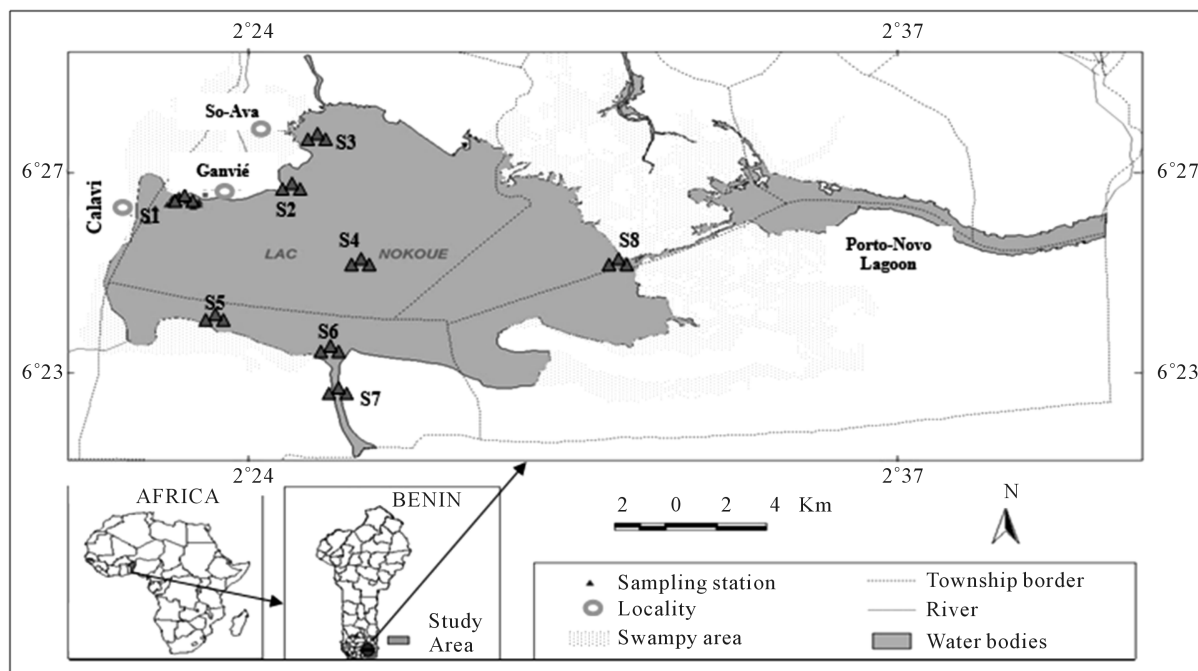 2°24 2°37
So-Ava
S3
6°27 6°27
Ganvié
Calavi
S1
S2
S4
LAC NOKOUE
S8
Porto-Novo
Lagoon
S5
S6
6°23 6°23
S7
2°24 2°37
AFRICA
BENIN
2 0 2 4 Km
N
Study
Area
Sampling station
Locality
Swampy area
Township border
River
Water bodies